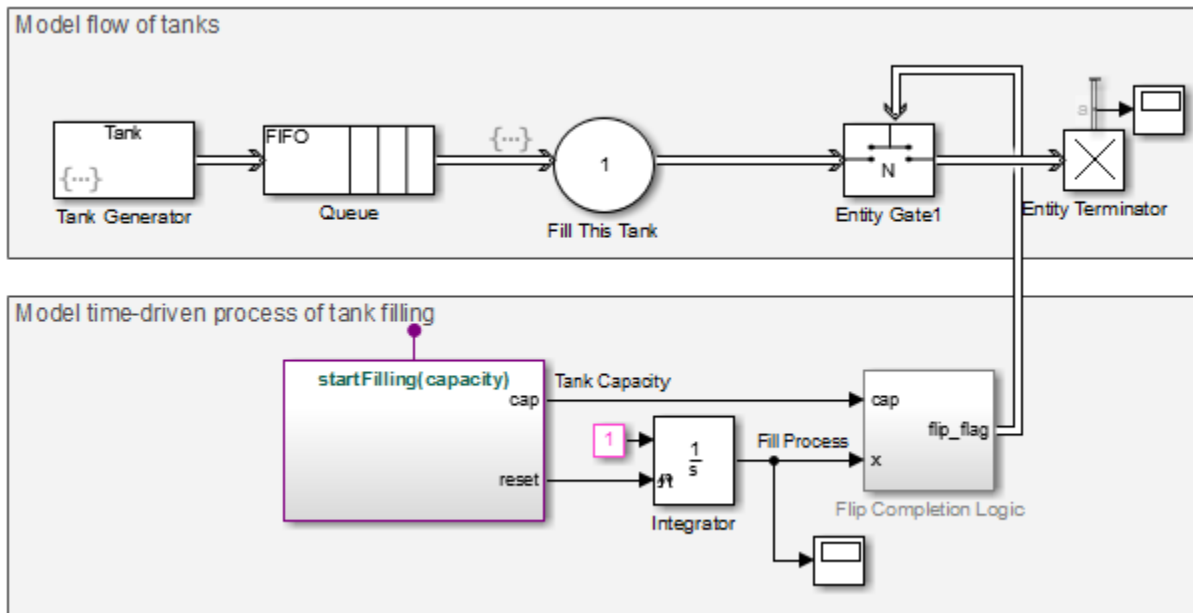 Model flow of tanks
Tank
{...}
Tank Generator
FIFO
Queue
{...}
1
Fill This Tank
N
Entity Gate1
a
Entity Terminator
Model time-driven process of tank filling
startFilling(capacity)
cap
reset
Tank Capacity
1
1
s
Integrator
Fill Process
cap
x
flip_flag
Flip Completion Logic